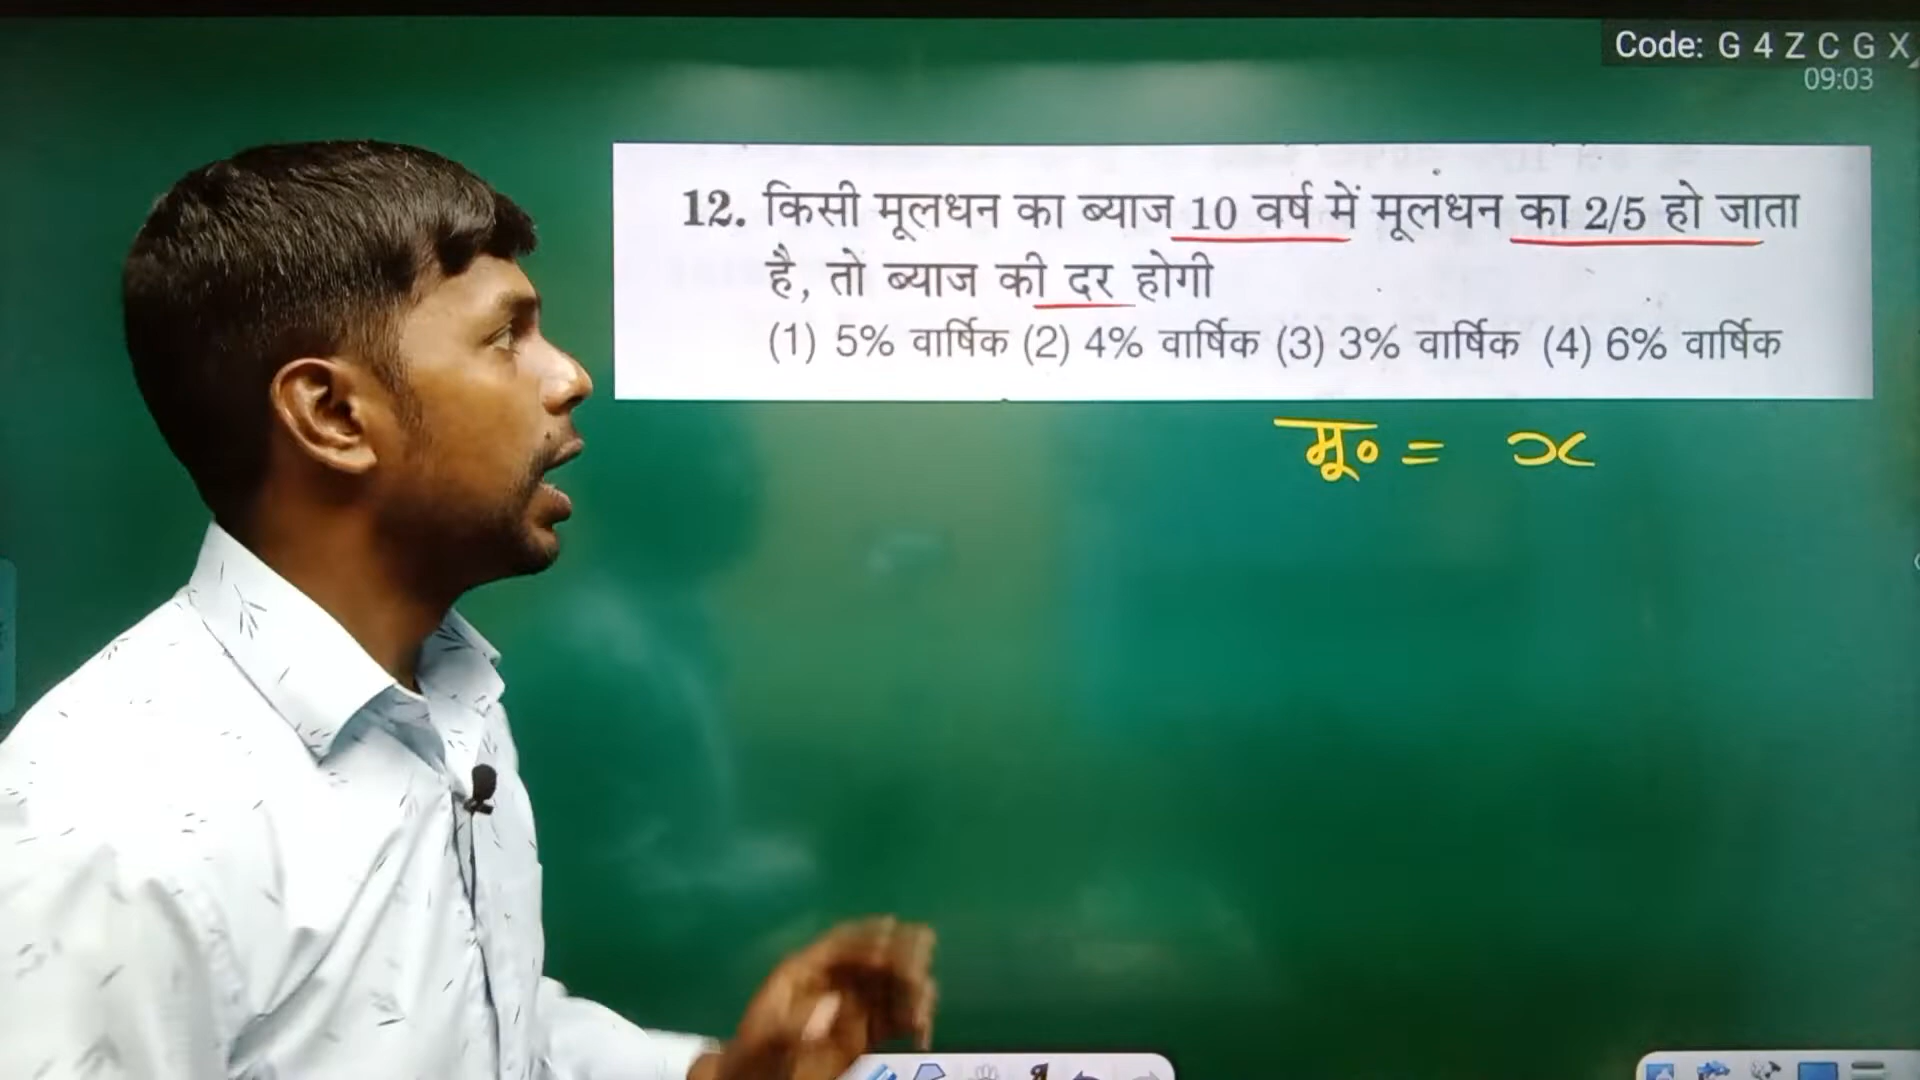 Code: G 4 Z C G X
09:03
12. किसी मूलधन का ब्याज 10 वर्ष में मूलधन का 2/5 हो जाता
है, तो ब्याज की दर होगी
(1) 5% वार्षिक (2) 4% वार्षिक (3) 3% वार्षिक (4) 6% वार्षिक
मू० = x